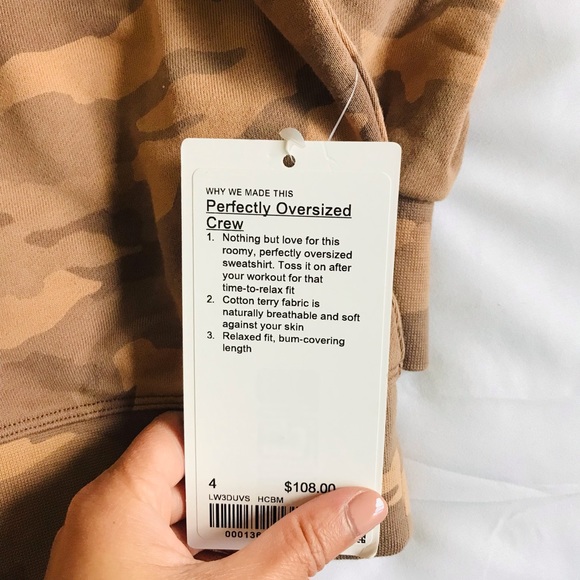 WHY WE MADE THIS
Perfectly Oversized
Crew
1. Nothing but love for this
roomy, perfectly oversized
sweatshirt. Toss it on after
your workout for that
time-to-relax fit
2. Cotton terry fabric is
naturally breathable and soft
against your skin
3. Relaxed fit, bum-covering
length
4 $108.00
LW3DUVS HCBM